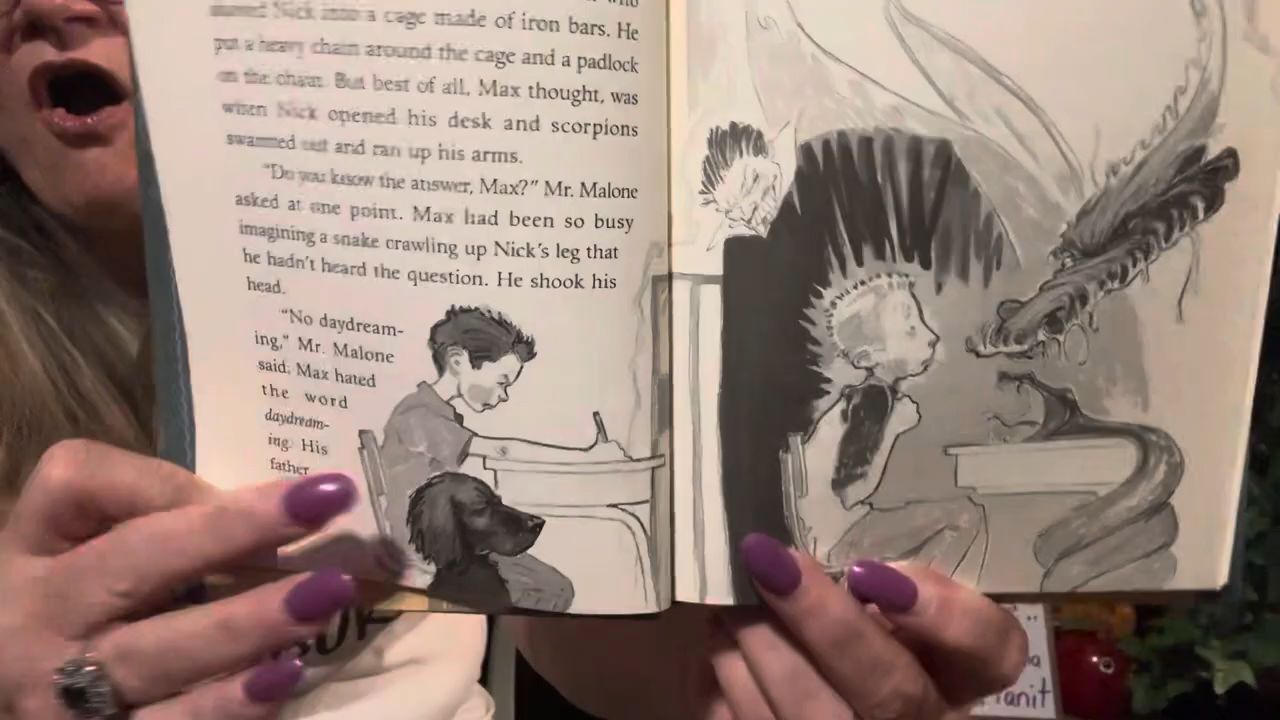 who
Nick into a cage made of iron bars. He
put a heavy chain around the cage and a padlock
on the chain. But best of all, Max thought, was
when Nick opened his desk and scorpions
swarmed out and ran up his arms.
"Do you know the answer, Max?" Mr. Malone
asked at one point. Max had been so busy
imagining a snake crawling up Nick's leg that
he hadn't heard the question. He shook his
head.
"No daydream-
ing," Mr. Malone
said. Max hated
the word
daydream-
ing. His
father